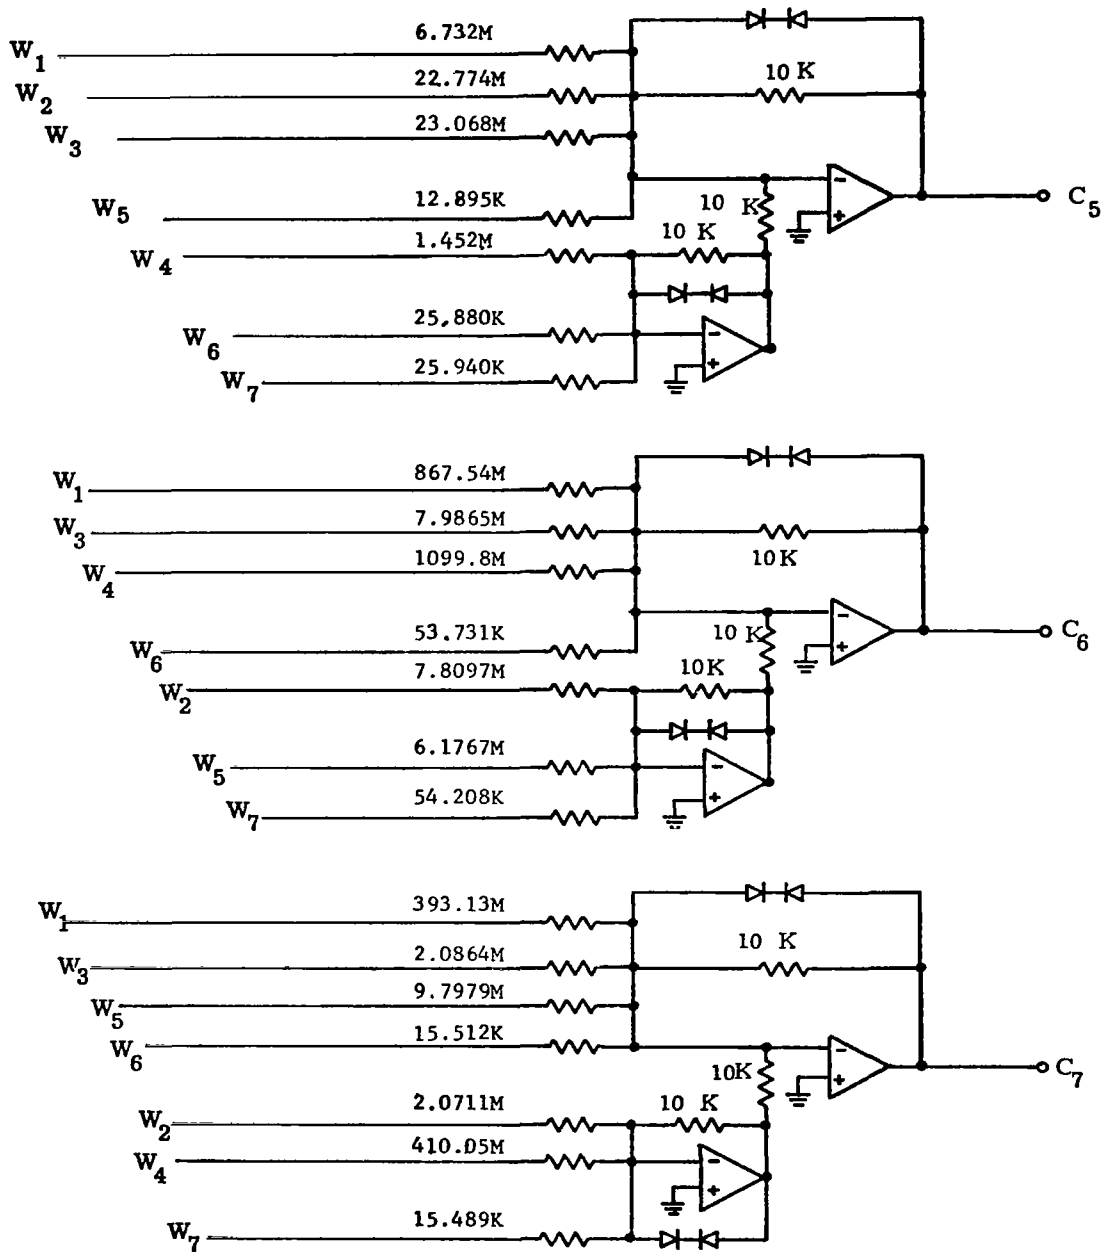 W1 6.732M
W2 22.774M 10 K
W3 23.068M
W5 12.895K 10 K - + C5
W4 1.452M 10 K
W6 25,880K - +
W7 25.940K
W1 867.54M
W3 7.9865M 10K
W4 1099.8M
W6 53.731K 10 K - + C6
W2 7.8097M 10K
W5 6.1767M - +
W7 54.208K
W1 393.13M
W3 2.0864M 10 K
W5 9.7979M
W6 15.512K 10K - + C7
W2 2.0711M 10 K
W4 410.05M - +
W7 15.489K